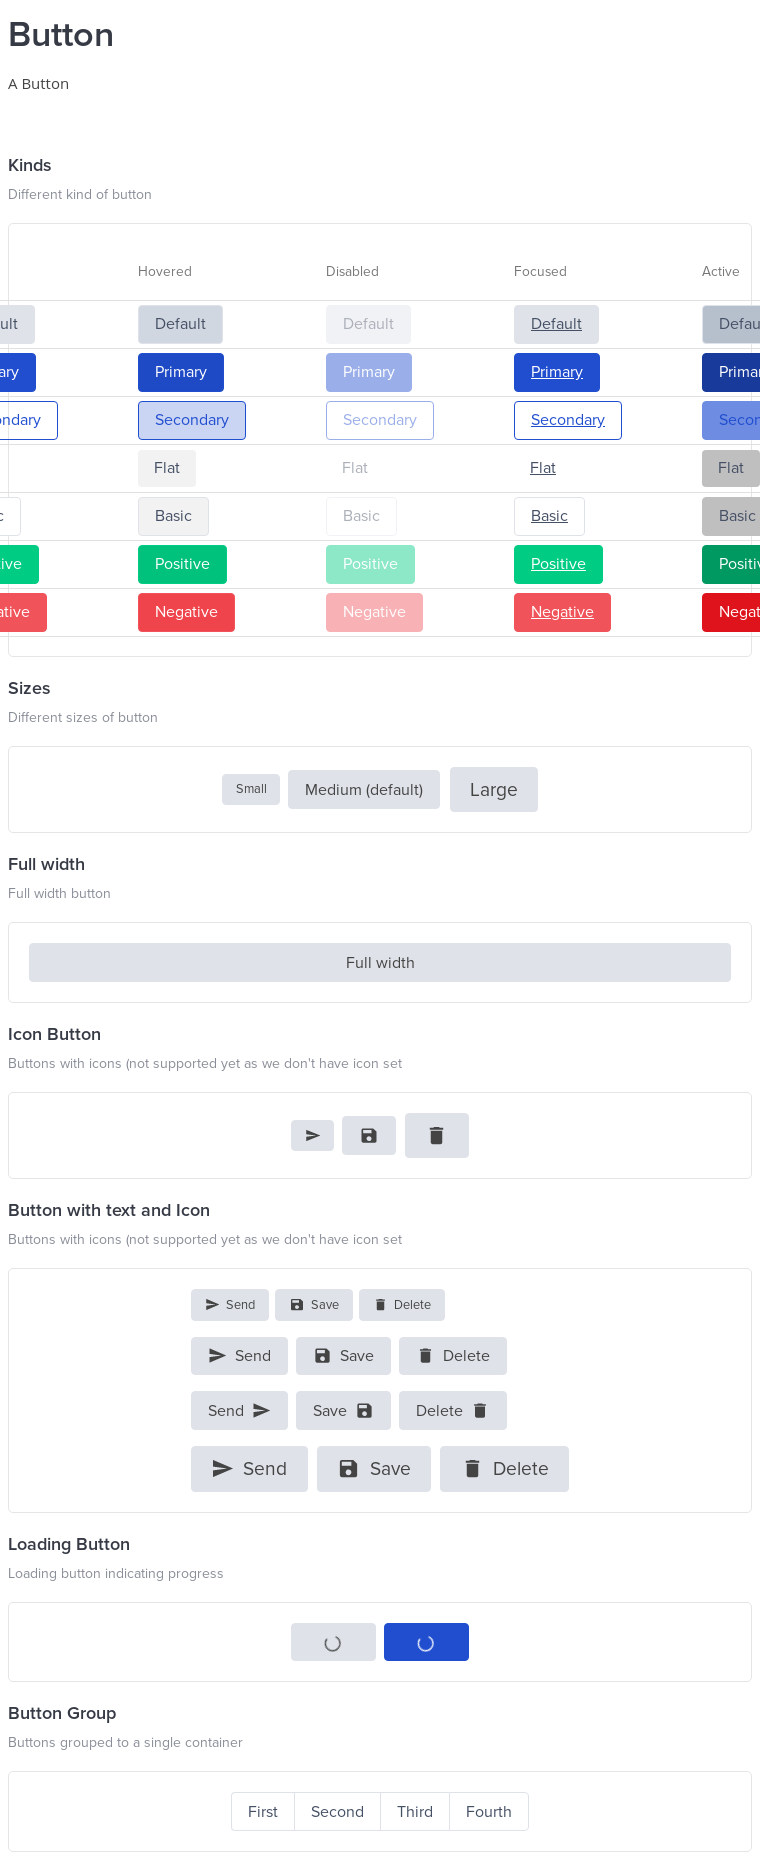 Button
A Button
Kinds
Different kind of button
Hovered Disabled Focused Active
ult Default Default Default Defau
ary Primary Primary Primary Primar
ondary Secondary Secondary Secondary Secon
Flat Flat Flat Flat
c Basic Basic Basic Basic
ive Positive Positive Positive Positiv
ative Negative Negative Negative Negat
Sizes
Different sizes of button
Small Medium (default) Large
Full width
Full width button
Full width
Icon Button
Buttons with icons (not supported yet as we don't have icon set
Button with text and Icon
Buttons with icons (not supported yet as we don't have icon set
Send Save Delete
Send Save Delete
Send Save Delete
Send Save Delete
Loading Button
Loading button indicating progress
Button Group
Buttons grouped to a single container
First Second Third Fourth